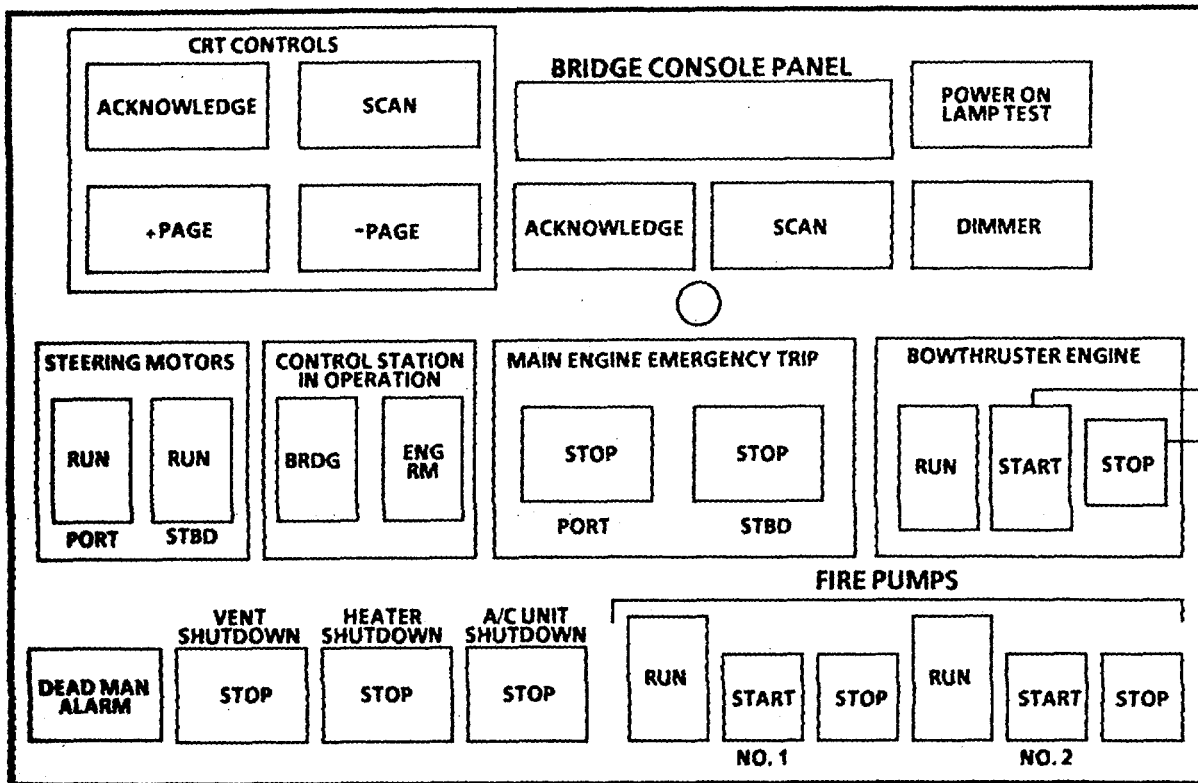 CRT CONTROLS
ACKNOWLEDGE
SCAN
+PAGE
-PAGE
BRIDGE CONSOLE PANEL
POWER ON
LAMP TEST
ACKNOWLEDGE
SCAN
DIMMER
STEERING MOTORS
RUN
RUN
PORT
STBD
CONTROL STATION
IN OPERATION
BRDG
ENG
RM
MAIN ENGINE EMERGENCY TRIP
STOP
STOP
PORT
STBD
BOWTHRUSTER ENGINE
RUN
START
STOP
DEAD MAN
ALARM
VENT
SHUTDOWN
STOP
HEATER
SHUTDOWN
STOP
A/C UNIT
SHUTDOWN
STOP
FIRE PUMPS
RUN
START
STOP
NO. 1
RUN
START
STOP
NO. 2